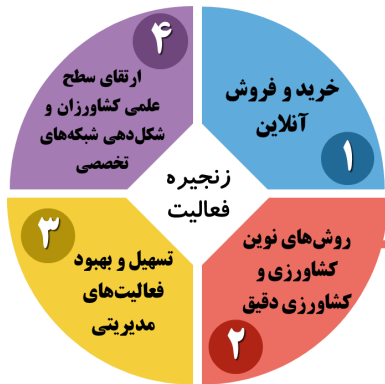 زنجیره
فعالیت
خرید و فروش
آنلاین
۱
روش‌های نوین
کشاورزی و
کشاورزی دقیق
۲
تسهیل و بهبود
فعالیت‌های
مدیریتی
۳
ارتقای سطح
علمی کشاورزان و
شکل‌دهی شبکه‌های
تخصصی
۴